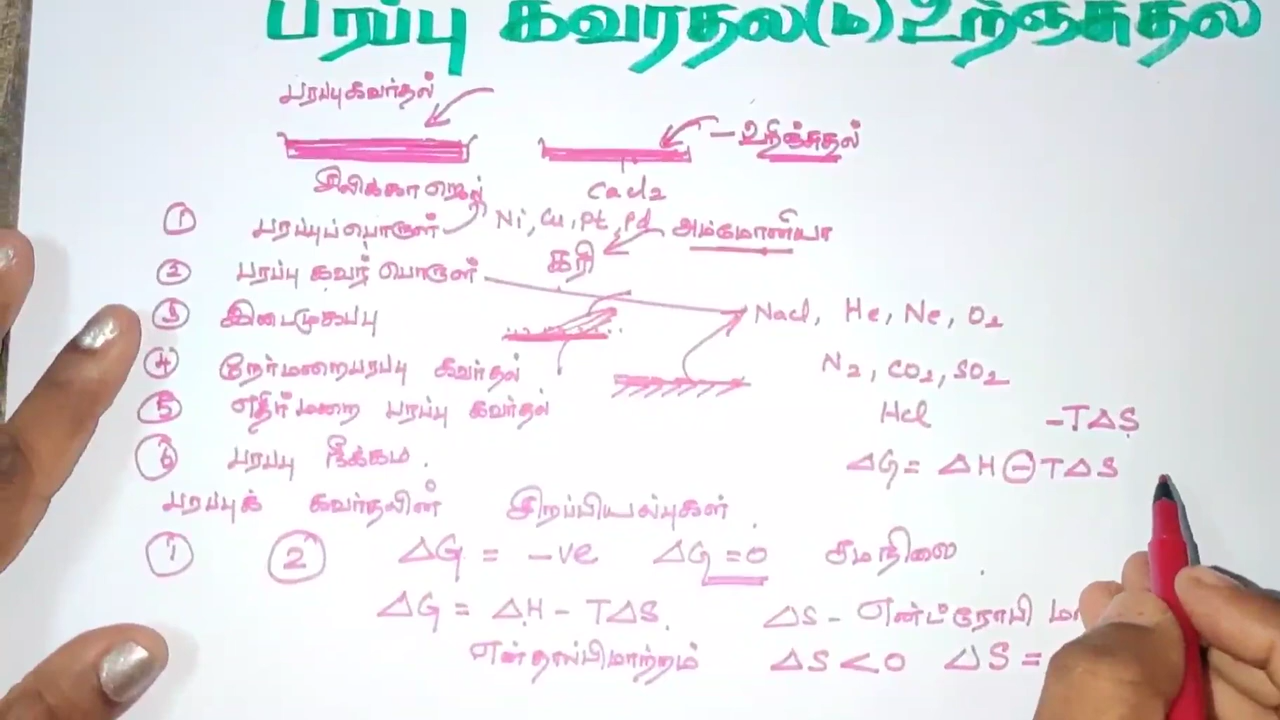 பரப்பு கவர்தல் (ம) உறிஞ்சுதல்
பரப்புகவர்தல்
உறிஞ்சுதல்
சிலிக்கா ஜெல்
CaCl2
① பரப்புப் பொருள் Ni, Cu, Pt, Pd அம்மோனியா
② பரப்பு கவர் பொருள் கரி
③ இடைமுகப்பு NaCl, He, Ne, O2
④ நேர்மறைபரப்பு கவர்தல் N2, CO2, SO2
⑤ எதிர்மறை பரப்பு கவர்தல் HCl -TΔS
⑥ பரப்பு நீக்கம். ΔG = ΔH - TΔS
பரப்புக் கவர்தலின் சிறப்பியல்புகள்.
① ② ΔG = -ve ΔG = 0 சமநிலை.
ΔG = ΔH - TΔS. ΔS - என்ட்ரோபி
என்தால்பிமாற்றம் ΔS < 0 ΔS =